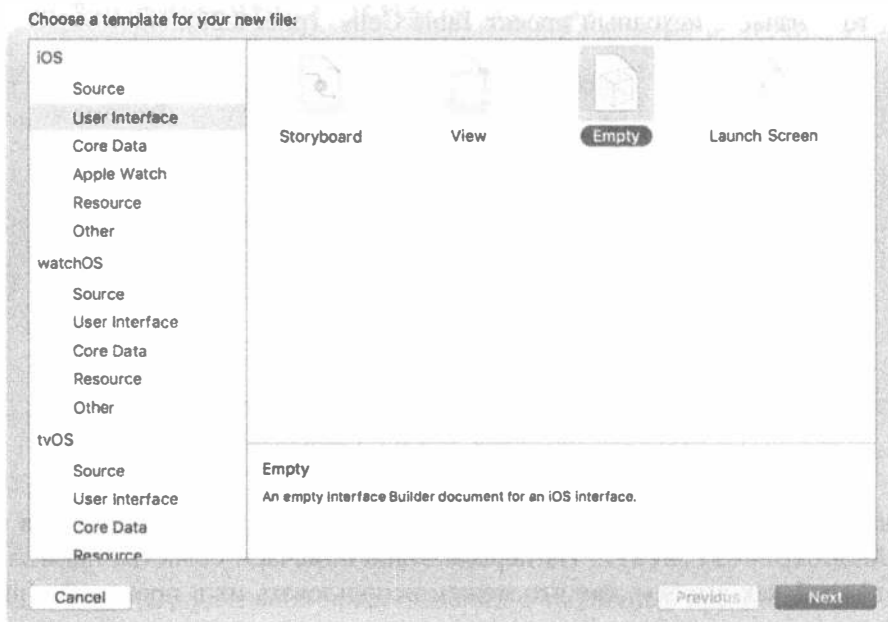 Choose a template for your new file:
iOS
Source
User Interface
Core Data
Apple Watch
Resource
Other
watchOS
Source
User Interface
Core Data
Resource
Other
tvOS
Source
User Interface
Core Data
Resource
Storyboard
View
Empty
Launch Screen
Empty
An empty Interface Builder document for an iOS interface.
Cancel
Previous
Next